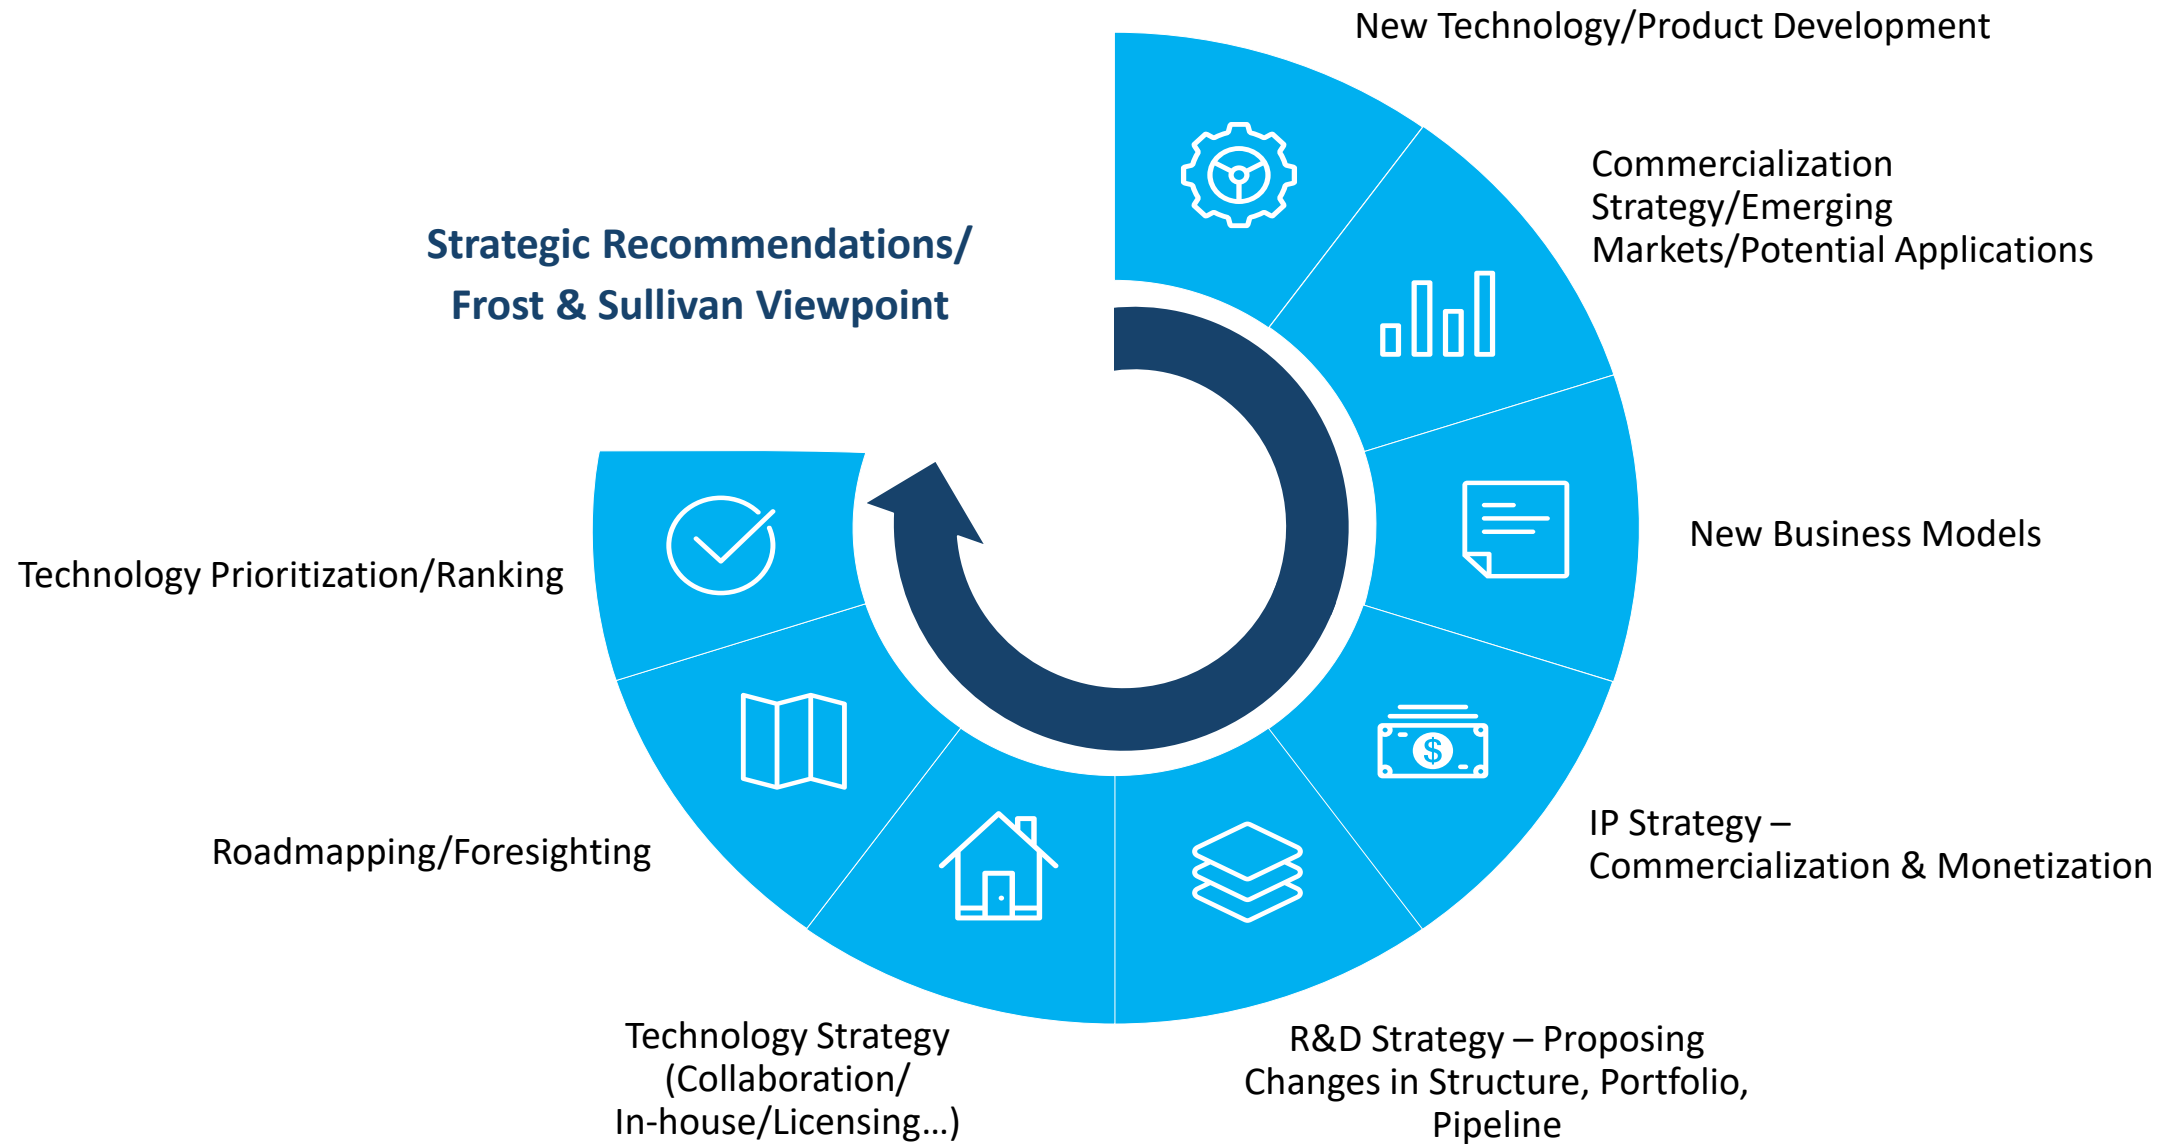 New Technology/Product Development
Commercialization
Strategy/Emerging
Markets/Potential Applications
Strategic Recommendations/
Frost & Sullivan Viewpoint
New Business Models
Technology Prioritization/Ranking
$
IP Strategy –
Commercialization & Monetization
Roadmapping/Foresighting
Technology Strategy
(Collaboration/
In-house/Licensing...)
R&D Strategy – Proposing
Changes in Structure, Portfolio,
Pipeline